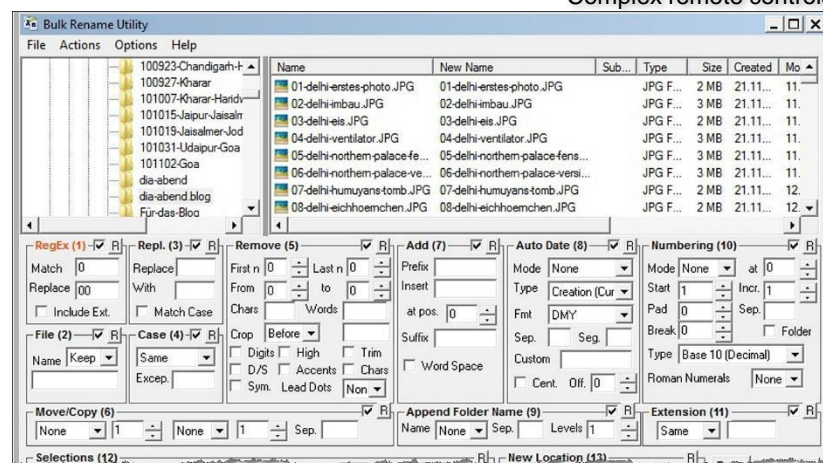 Complex remote control
Bulk Rename Utility
File Actions Options Help
100923-Chandigarh-H
100927-Kharar
101007-Kharar-Haridw
101015-Jaipur-Jaisalm
101019-Jaisalmer-Jod
101031-Udaipur-Goa
101102-Goa
dia-abend
dia-abend.blog
Für-das-Blog
Name New Name Sub... Type Size Created Mo
01-delhi-erstes-photo.JPG 01-delhi-erstes-photo.JPG JPG F... 2 MB 21.11... 11.
02-delhi-imbau.JPG 02-delhi-imbau.JPG JPG F... 3 MB 21.11... 11.
03-delhi-eis.JPG 03-delhi-eis.JPG JPG F... 2 MB 21.11... 11.
04-delhi-ventilator.JPG 04-delhi-ventilator.JPG JPG F... 3 MB 21.11... 11.
05-delhi-northern-palace-fe... 05-delhi-northern-palace-fens... JPG F... 3 MB 21.11... 11.
06-delhi-northern-palace-ve... 06-delhi-northern-palace-versi... JPG F... 3 MB 21.11... 11.
07-delhi-humuyans-tomb.JPG 07-delhi-humuyans-tomb.JPG JPG F... 2 MB 21.11... 12.
08-delhi-eichhoernchen.JPG 08-delhi-eichhoernchen.JPG JPG F... 2 MB 21.11... 12.
RegEx (1) R
Match 0
Replace 00
Include Ext.
Repl. (3) R
Replace
With
Match Case
File (2) R
Name Keep
Case (4) R
Same
Excep.
Remove (5) R
First n 0 Last n 0
From 0 to 0
Chars Words
Crop Before
Digits High Trim
D/S Accents Chars
Sym. Lead Dots Non
Add (7) R
Prefix
Insert
at pos. 0
Suffix
Word Space
Auto Date (8) R
Mode None
Type Creation (Cur
Fmt DMY
Sep. Seg.
Custom
Cent. Off. 0
Numbering (10) R
Mode None at 0
Start 1 Incr. 1
Pad 0 Sep.
Break 0 Folder
Type Base 10 (Decimal)
Roman Numerals None
Move/Copy (6) R
None 1 None 1 Sep.
Append Folder Name (9) R
Name None Sep. Levels 1
Extension (11) R
Same
Selections (12) R
New Location (13) R